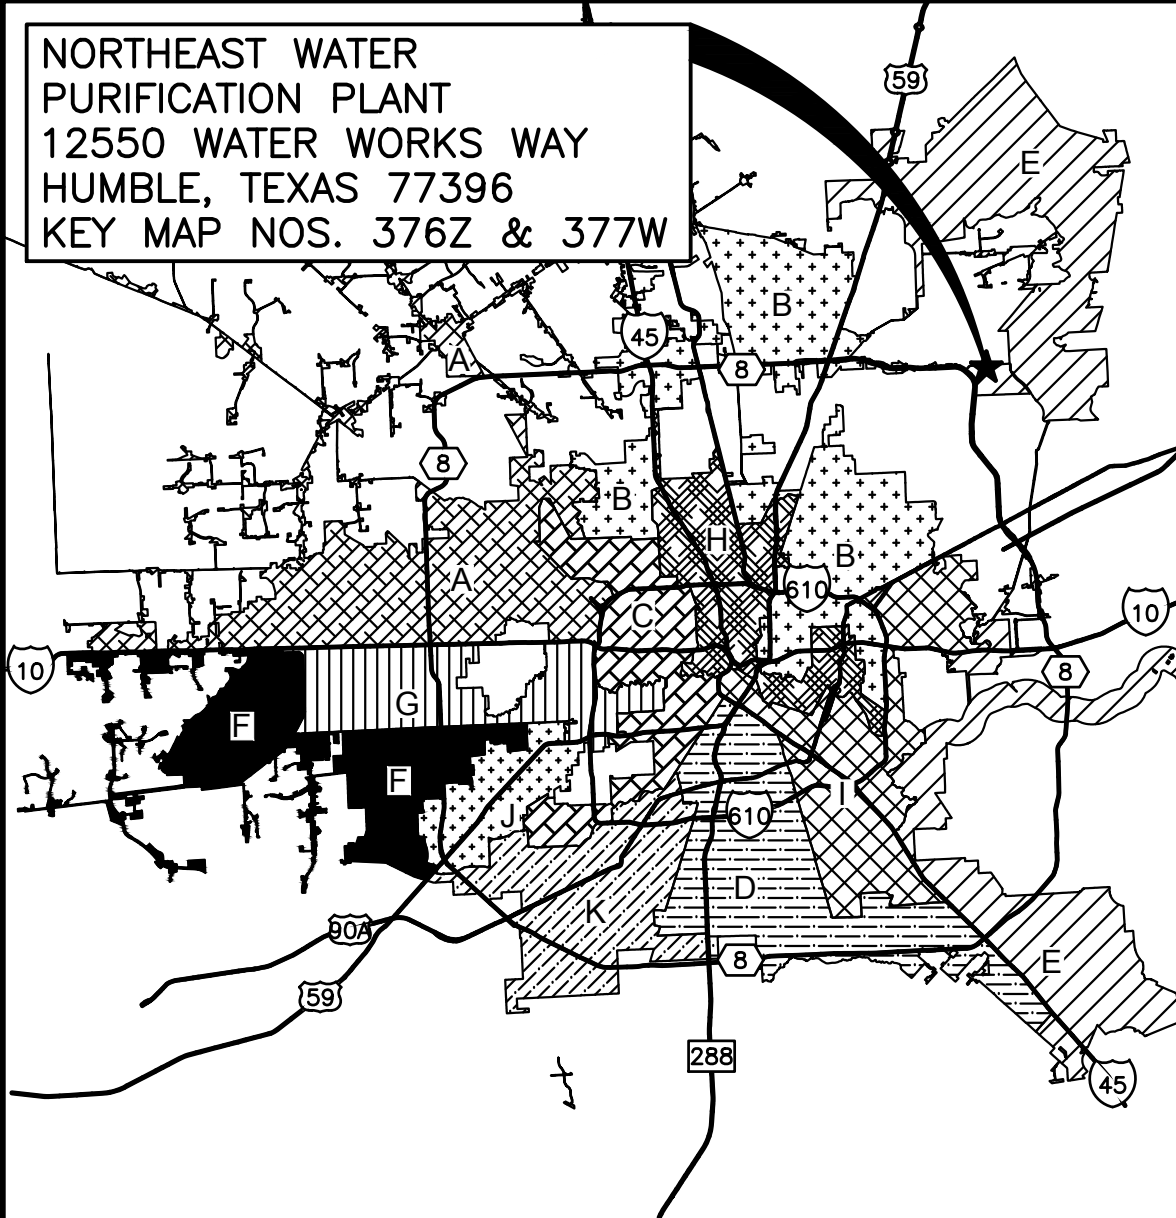 NORTHEAST WATER
PURIFICATION PLANT
12550 WATER WORKS WAY
HUMBLE, TEXAS 77396
KEY MAP NOS. 376Z & 377W
59
E
B
45
A
8
8
B
H
B
A
610
C
10
10
8
G
F
F
J
610
I
D
K
90A
8
E
59
288
45